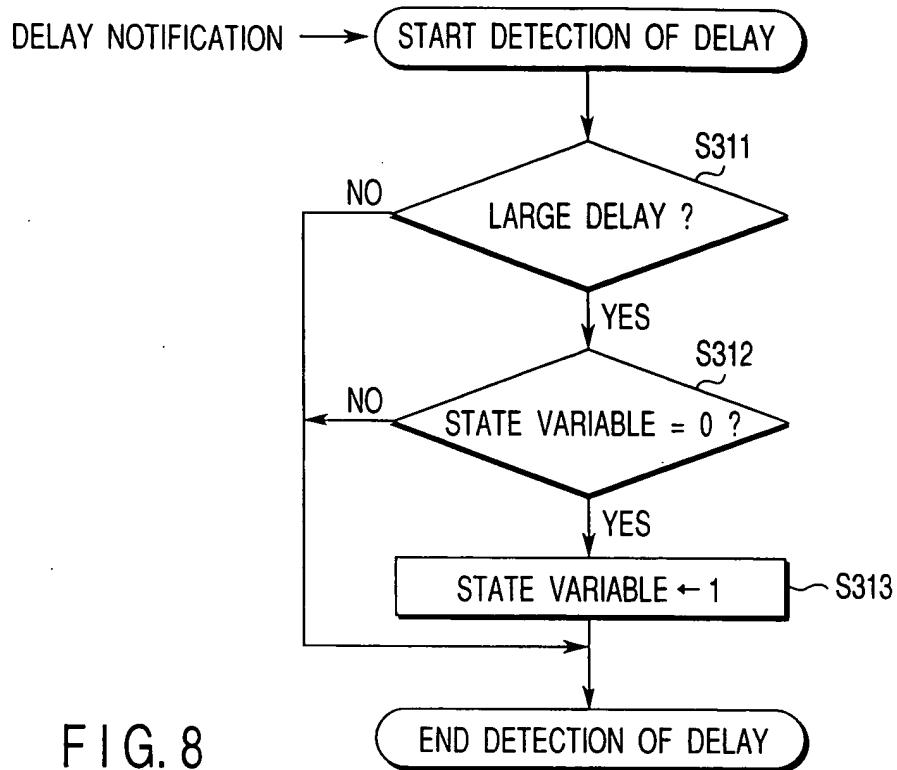 DELAY NOTIFICATION
START DETECTION OF DELAY
S311
NO
LARGE DELAY ?
YES
S312
NO
STATE VARIABLE = 0 ?
YES
STATE VARIABLE ← 1
S313
END DETECTION OF DELAY
FIG. 8